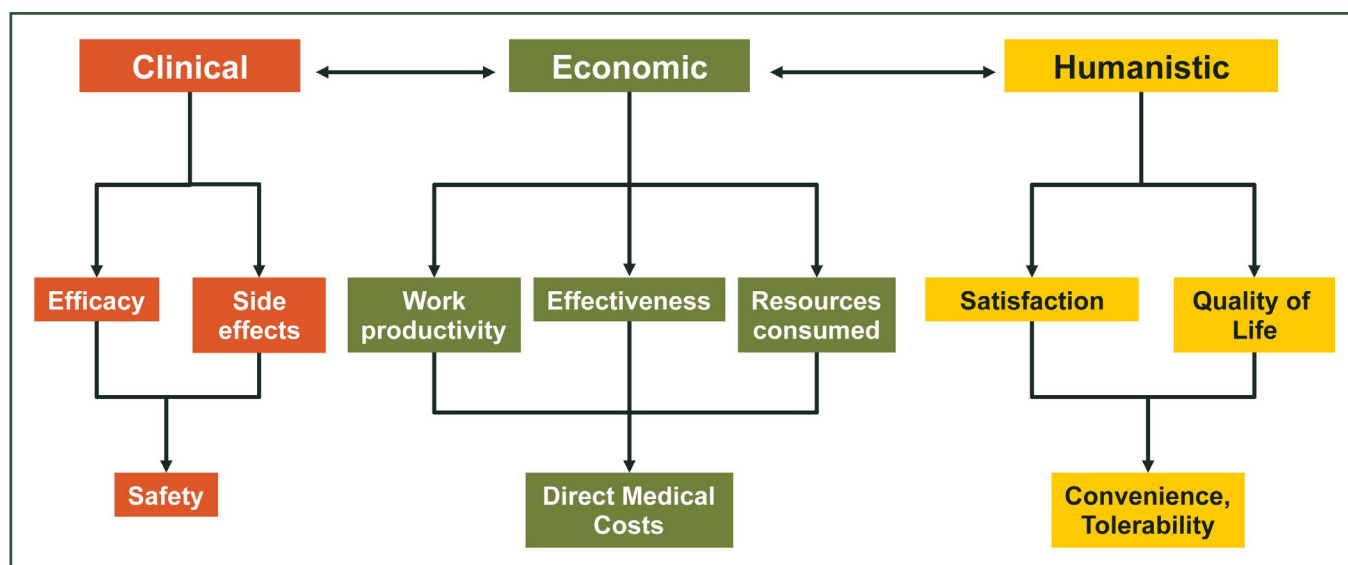 Clinical
Economic
Humanistic
Efficacy
Side
effects
Work
productivity
Effectiveness
Resources
consumed
Satisfaction
Quality of
Life
Safety
Direct Medical
Costs
Convenience,
Tolerability